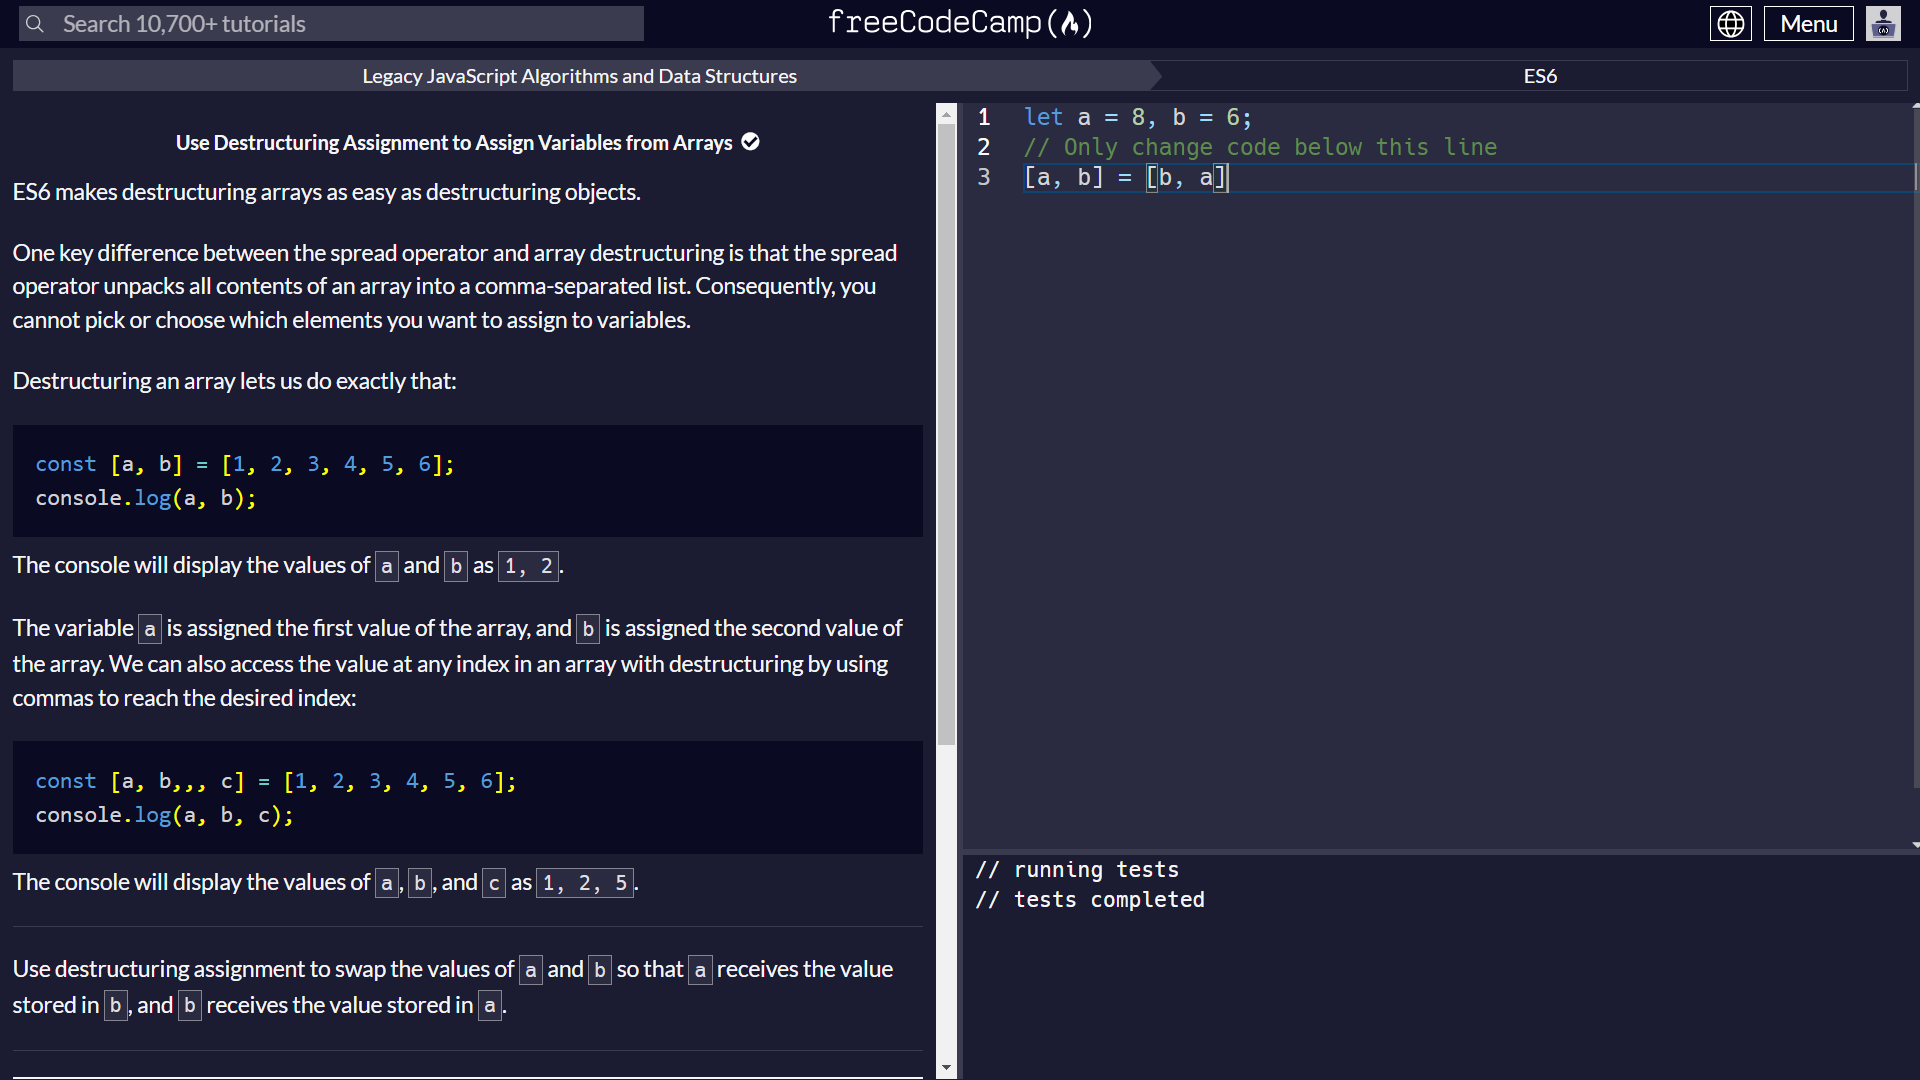 Search 10,700+ tutorials
freeCodeCamp(🔥)
Menu
Legacy JavaScript Algorithms and Data Structures
ES6
Use Destructuring Assignment to Assign Variables from Arrays
ES6 makes destructuring arrays as easy as destructuring objects.
One key difference between the spread operator and array destructuring is that the spread
operator unpacks all contents of an array into a comma-separated list. Consequently, you
cannot pick or choose which elements you want to assign to variables.
Destructuring an array lets us do exactly that:
const [a, b] = [1, 2, 3, 4, 5, 6];
console.log(a, b);
The console will display the values of a and b as 1, 2.
The variable a is assigned the first value of the array, and b is assigned the second value of
the array. We can also access the value at any index in an array with destructuring by using
commas to reach the desired index:
const [a, b,,, c] = [1, 2, 3, 4, 5, 6];
console.log(a, b, c);
The console will display the values of a, b, and c as 1, 2, 5.
Use destructuring assignment to swap the values of a and b so that a receives the value
stored in b, and b receives the value stored in a.
1 let a = 8, b = 6;
2 // Only change code below this line
3 [a, b] = [b, a]
// running tests
// tests completed